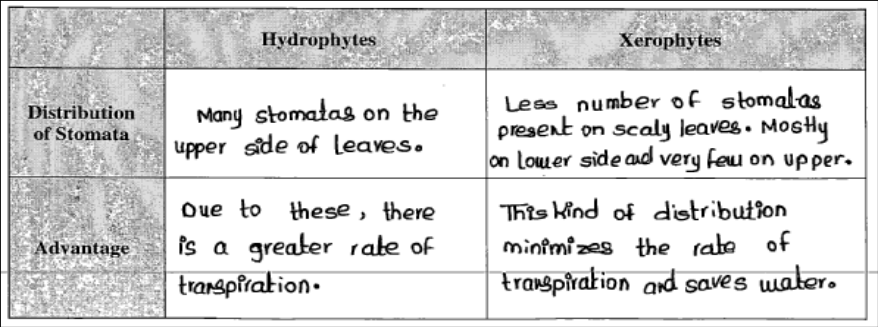 Hydrophytes
Xerophytes
Distribution
of Stomata
Many stomatas on the
upper side of leaves.
Less number of stomatas
present on scaly leaves. Mostly
on lower side and very few on upper.
Advantage
Due to these, there
is a greater rate of
transpiration.
This kind of distribution
minimizes the rate of
transpiration and saves water.